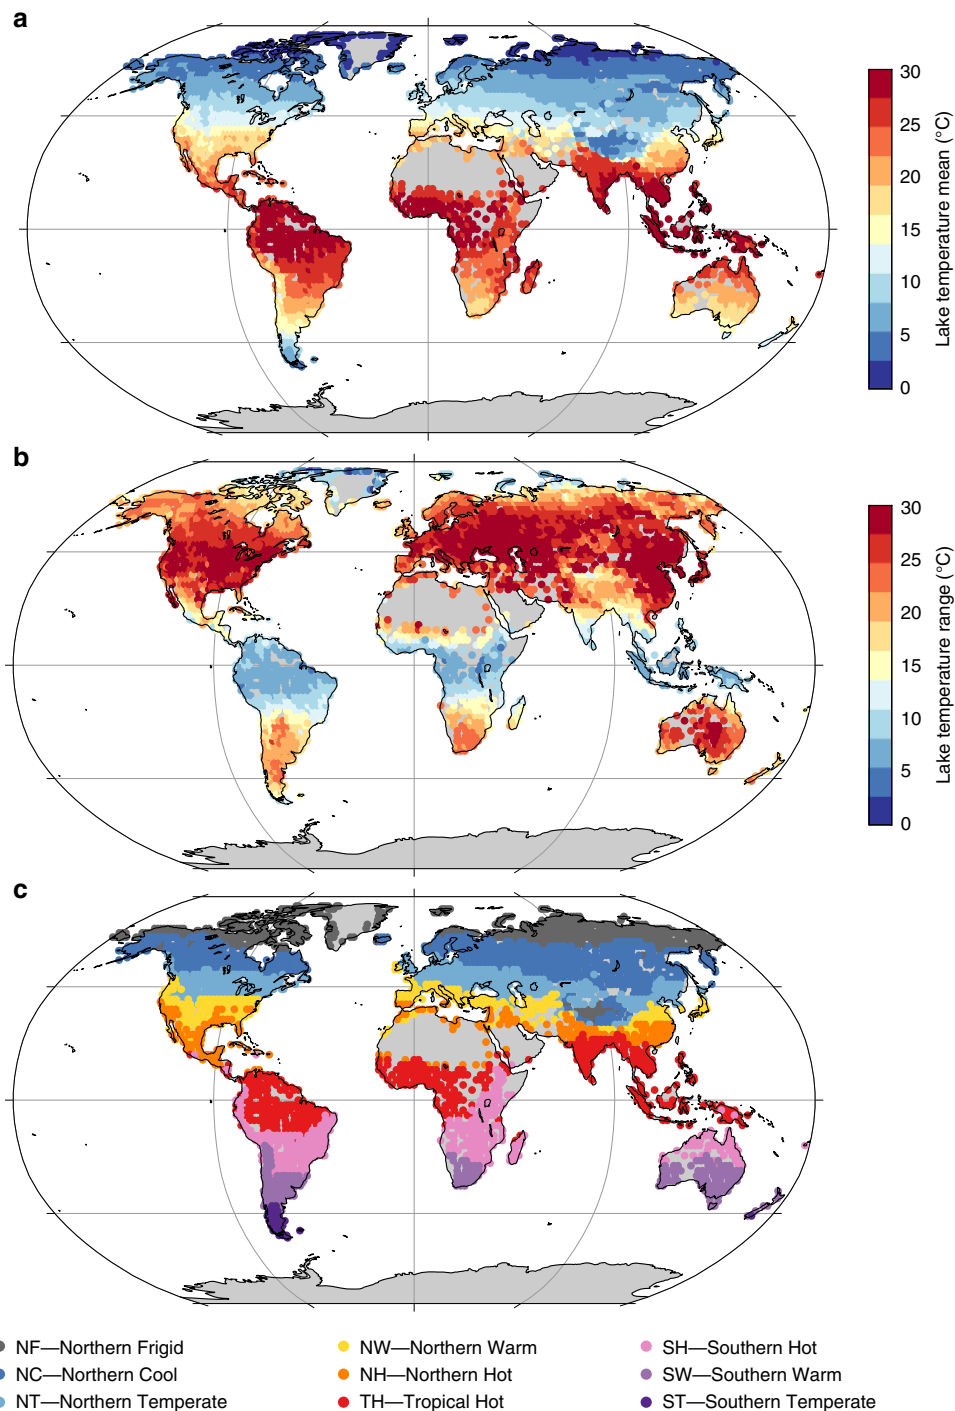 a
30
25
20
15
10
5
0
Lake temperature mean (°C)
b
30
25
20
15
10
5
0
Lake temperature range (°C)
c
NF—Northern Frigid
NC—Northern Cool
NT—Northern Temperate
NW—Northern Warm
NH—Northern Hot
TH—Tropical Hot
SH—Southern Hot
SW—Southern Warm
ST—Southern Temperate